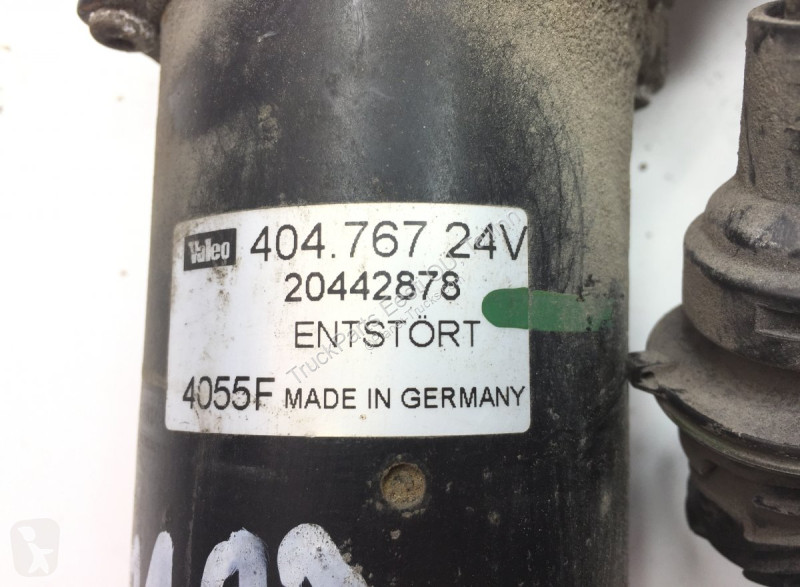 Valeo 404.767 24V
20442878
ENTSTÖRT
4055F MADE IN GERMANY